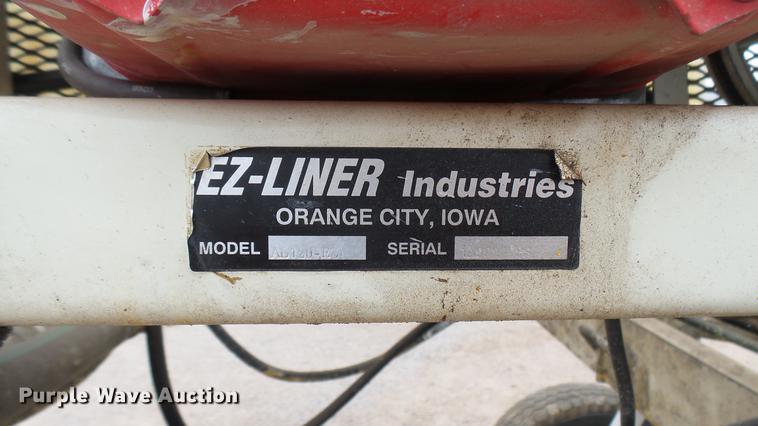 EZ-LINER Industries
ORANGE CITY, IOWA
MODEL SERIAL
Purple Wave Auction